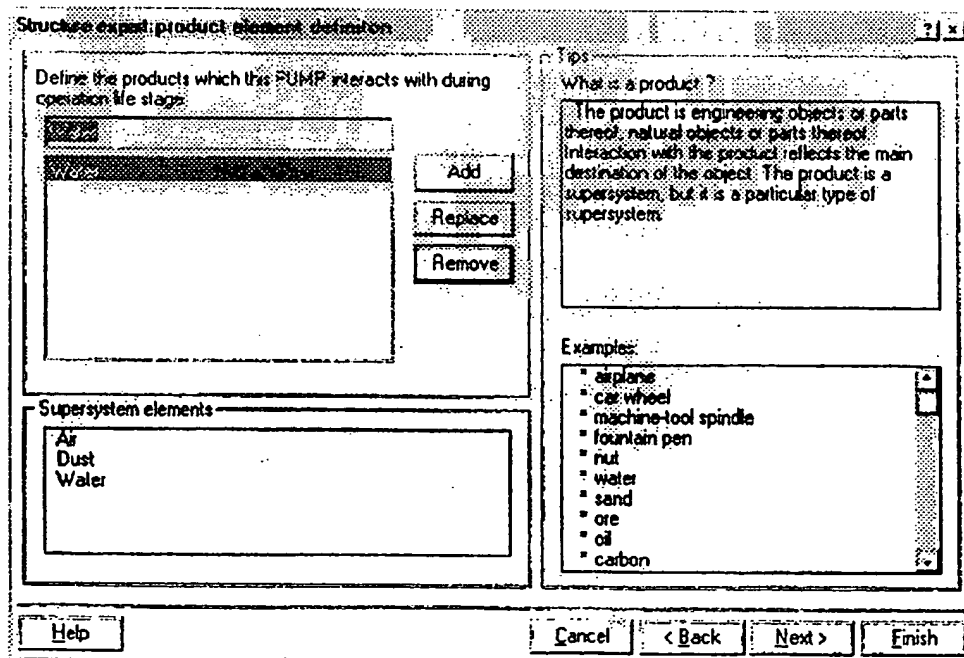 Structure expert: product element definiton
Define the products which this PUMP interacts with during
operation life stage
Water
Water
Add
Replace
Remove
Supersystem elements
Air
Dust
Water
Tips
What is a product ?
The product is engineering objects or parts
thereof, natural objects or parts thereof.
Interaction with the product reflects the main
destination of the object. The product is a
supersystem, but it is a particular type of
supersystem.
Examples:
* airplane
* car wheel
* machine-tool spindle
* fountain pen
* nut
* water
* sand
* ore
* oil
* carbon
Help
Cancel
< Back
Next >
Finish